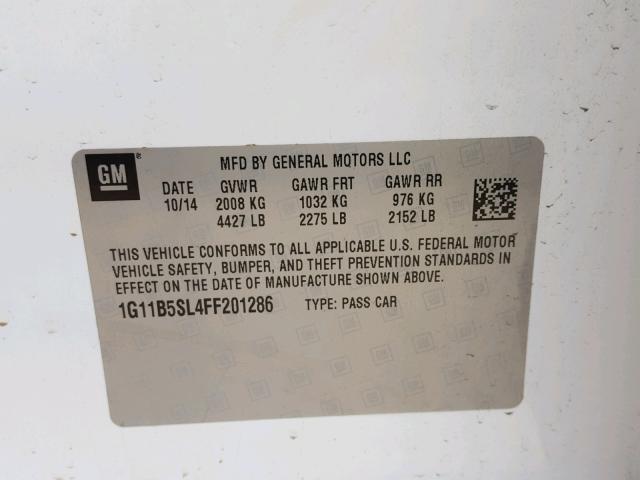 GM ®
MFD BY GENERAL MOTORS LLC
DATE GVWR GAWR FRT GAWR RR
10/14 2008 KG 1032 KG 976 KG
4427 LB 2275 LB 2152 LB
THIS VEHICLE CONFORMS TO ALL APPLICABLE U.S. FEDERAL MOTOR
VEHICLE SAFETY, BUMPER, AND THEFT PREVENTION STANDARDS IN
EFFECT ON THE DATE OF MANUFACTURE SHOWN ABOVE.
1G11B5SL4FF201286 TYPE: PASS CAR